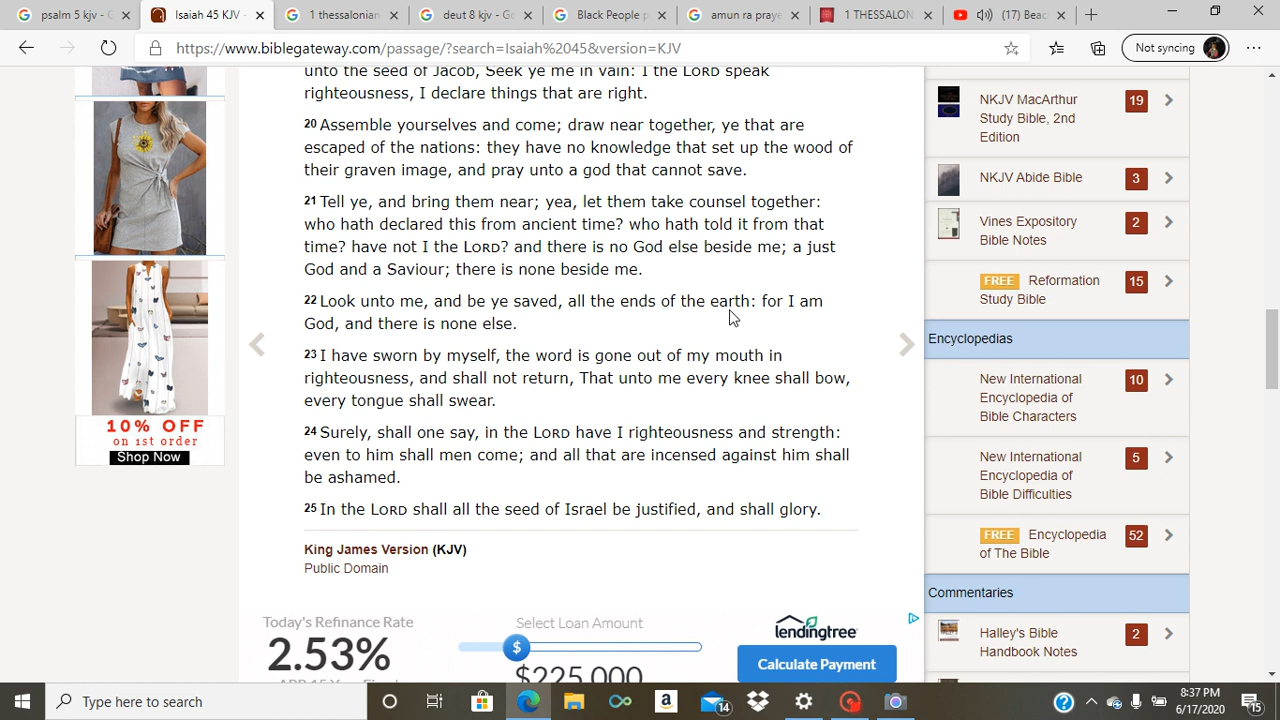 psalm 5 kjv - G
Isaiah 45 KJV -
1 thessalonian
deut 8 kjv - Go
Black People p
amun ra praye
1 THESSALON
(17) Beac
https://www.biblegateway.com/passage/?search=Isaiah%2045&version=KJV
Not syncing
unto the seed of Jacob, Seek ye me in vain: I the LORD speak
righteousness, I declare things that are right.
20 Assemble yourselves and come; draw near together, ye that are
escaped of the nations: they have no knowledge that set up the wood of
their graven image, and pray unto a god that cannot save.
21 Tell ye, and bring them near; yea, let them take counsel together:
who hath declared this from ancient time? who hath told it from that
time? have not I the LORD? and there is no God else beside me; a just
God and a Saviour; there is none beside me.
22 Look unto me, and be ye saved, all the ends of the earth: for I am
God, and there is none else.
23 I have sworn by myself, the word is gone out of my mouth in
righteousness, and shall not return, That unto me every knee shall bow,
every tongue shall swear.
24 Surely, shall one say, in the LORD have I righteousness and strength:
even to him shall men come; and all that are incensed against him shall
be ashamed.
25 In the LORD shall all the seed of Israel be justified, and shall glory.
King James Version (KJV)
Public Domain
10% OFF
on 1st order
Shop Now
Today's Refinance Rate
2.53%
Select Loan Amount
$
$225,000
lendingtree
Calculate Payment
NKJV MacArthur
Study Bible, 2nd
Edition
19
NKJV Abide Bible
3
Vines Expository
Bible Notes
2
FREE Reformation
Study Bible
15
Encyclopedias
New International
Encyclopedia of
Bible Characters
10
New International
Encyclopedia of
Bible Difficulties
5
FREE Encyclopedia
of The Bible
52
Commentaries
Halley's Bible
Handbook Notes
2
Type here to search
14
8:37 PM
6/17/2020
15